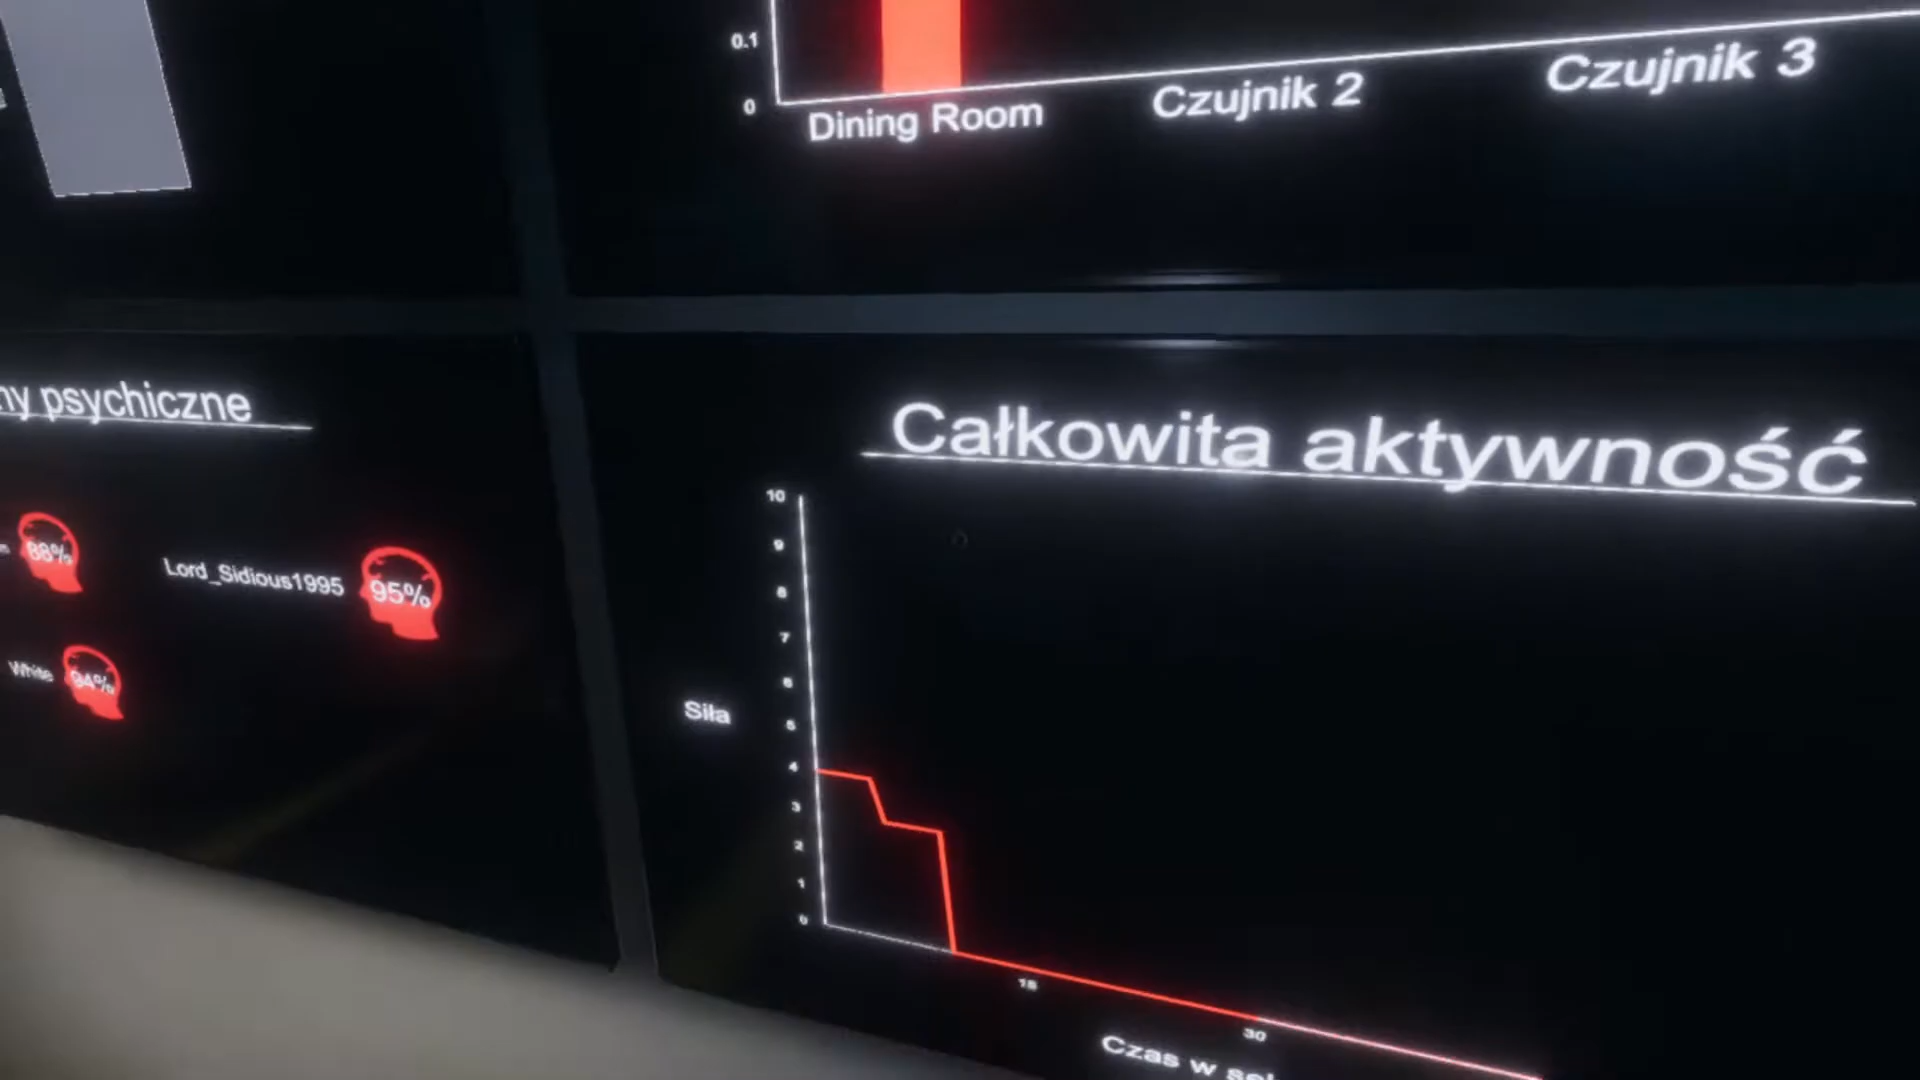 0.1
0
Dining Room
Czujnik 2
Czujnik 3
psychiczne
88%
Lord_Sidious1995
95%
White
94%
Całkowita aktywność
10
9
8
7
6
Siła
5
4
3
2
1
0
15
30
Czas w